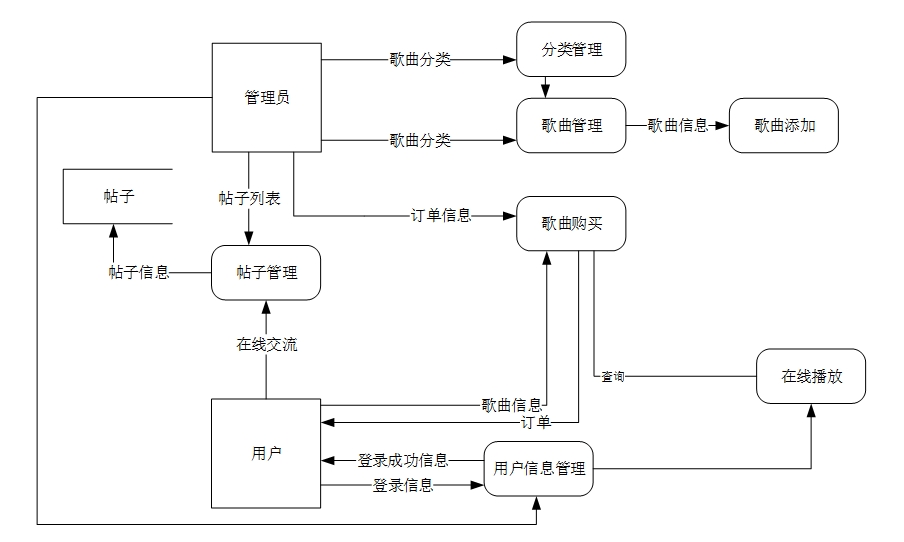 分类管理
歌曲分类
管理员
歌曲管理
歌曲信息
歌曲添加
歌曲分类
帖子
帖子列表
订单信息
歌曲购买
帖子信息
帖子管理
在线交流
查询
在线播放
歌曲信息
订单
用户
登录成功信息
用户信息管理
登录信息